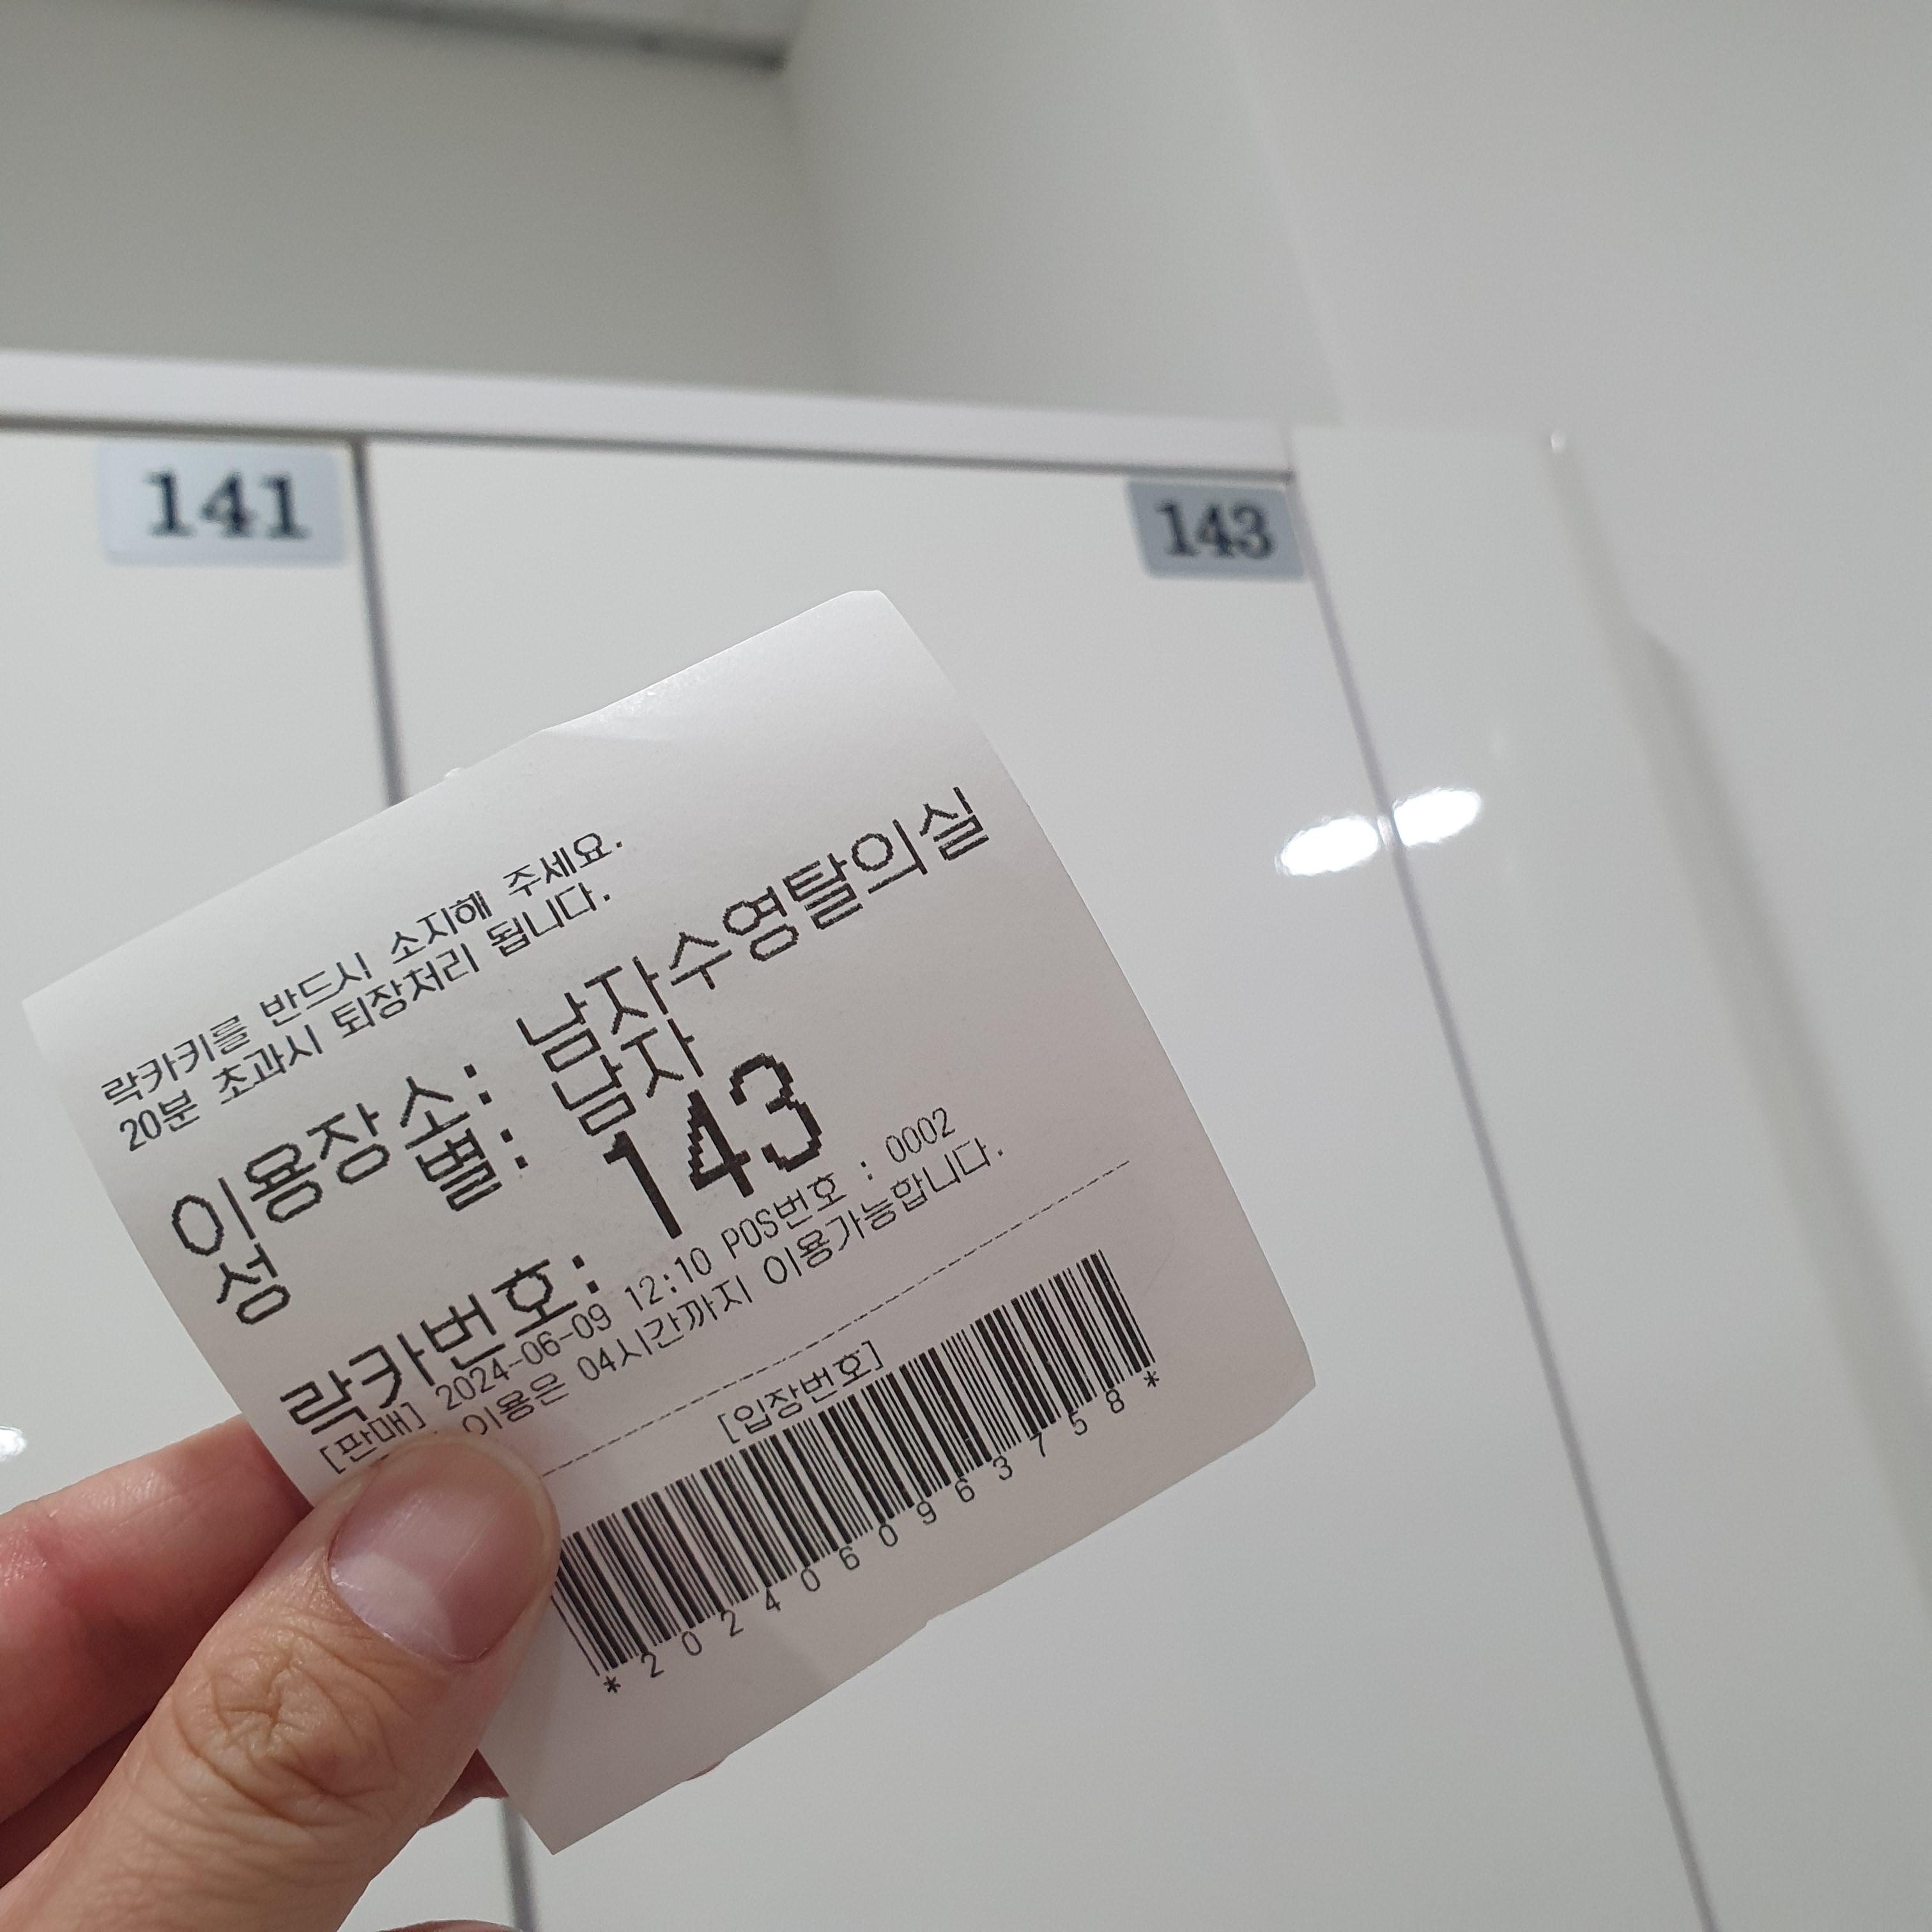 141
143
락카키를 반드시 소지해 주세요.
20분 초과시 퇴장처리 됩니다.
이용장소: 남자수영탈의실
성 별: 남자
락카번호: 143
[판매] 2024-06-09 12:10 POS번호 : 0002
이용은 04시간까지 이용가능합니다.
[입장번호]
*2024060963758*